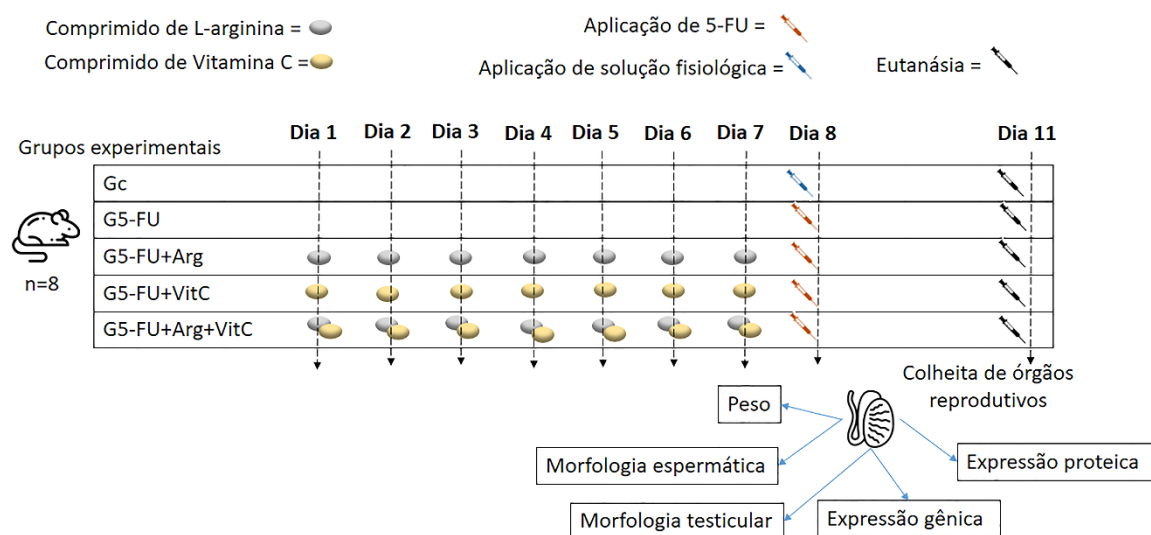 Comprimido de L-arginina =
Comprimido de Vitamina C =
Aplicação de 5-FU =
Aplicação de solução fisiológica =
Eutanásia =
Dia 1 Dia 2 Dia 3 Dia 4 Dia 5 Dia 6 Dia 7 Dia 8 Dia 11
Grupos experimentais
Gc
G5-FU
G5-FU+Arg
G5-FU+VitC
G5-FU+Arg+VitC
n=8
Colheita de órgãos
reprodutivos
Peso
Morfologia espermática
Expressão proteica
Morfologia testicular
Expressão gênica